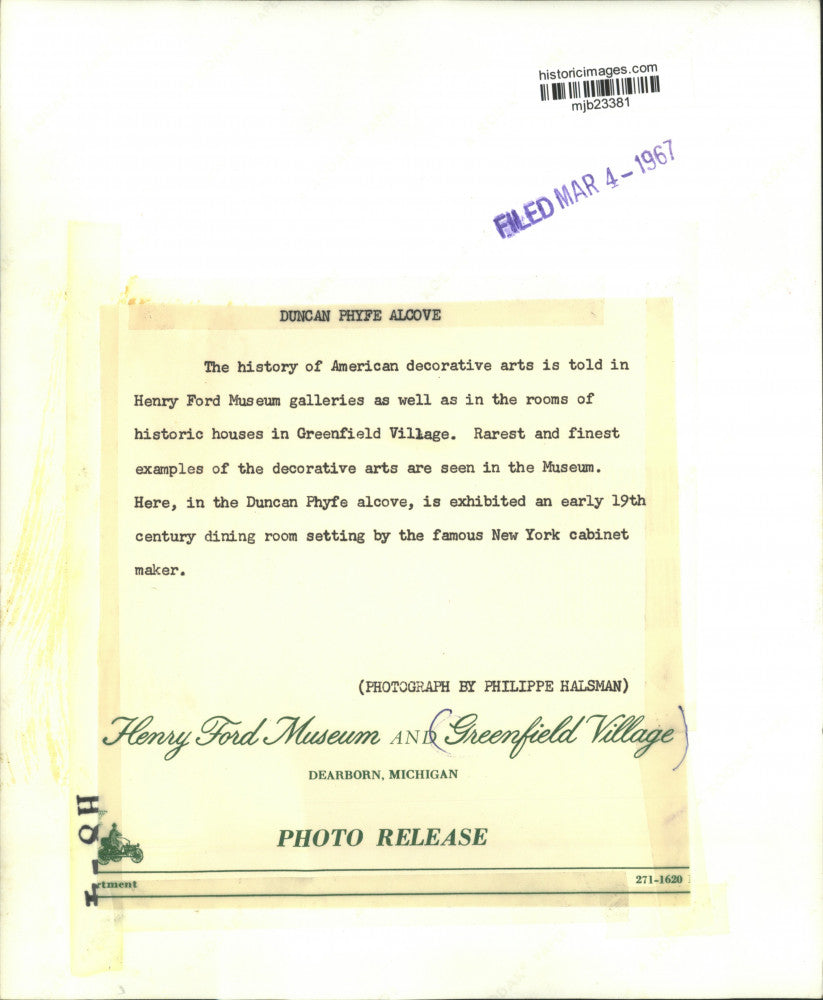 historicimages.com
mjb23381
FILED MAR 4-1967
DUNCAN PHYFE ALCOVE
The history of American decorative arts is told in
Henry Ford Museum galleries as well as in the rooms of
historic houses in Greenfield Village. Rarest and finest
examples of the decorative arts are seen in the Museum.
Here, in the Duncan Phyfe alcove, is exhibited an early 19th
century dining room setting by the famous New York cabinet
maker.
(PHOTOGRAPH BY PHILIPPE HALSMAN)
Henry Ford Museum AND (Greenfield Village)
DEARBORN, MICHIGAN
PHOTO RELEASE
rtment
271-1620